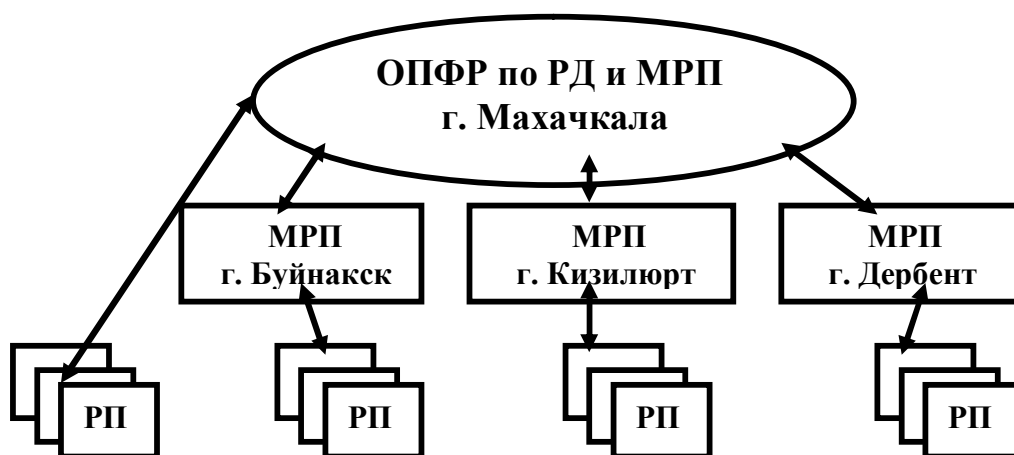 ОПФР по РД и МРП
г. Махачкала
МРП
г. Буйнакск
МРП
г. Кизилюрт
МРП
г. Дербент
РП
РП
РП
РП